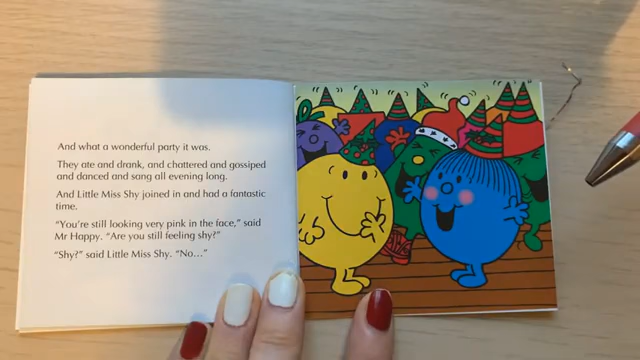 And what a wonderful party it was.
They ate and drank, and chattered and gossiped
and danced and sang all evening long.
And Little Miss Shy joined in and had a fantastic
time.
“You’re still looking very pink in the face,” said
Mr Happy. “Are you still feeling shy?”
“Shy?” said Little Miss Shy. “No…”